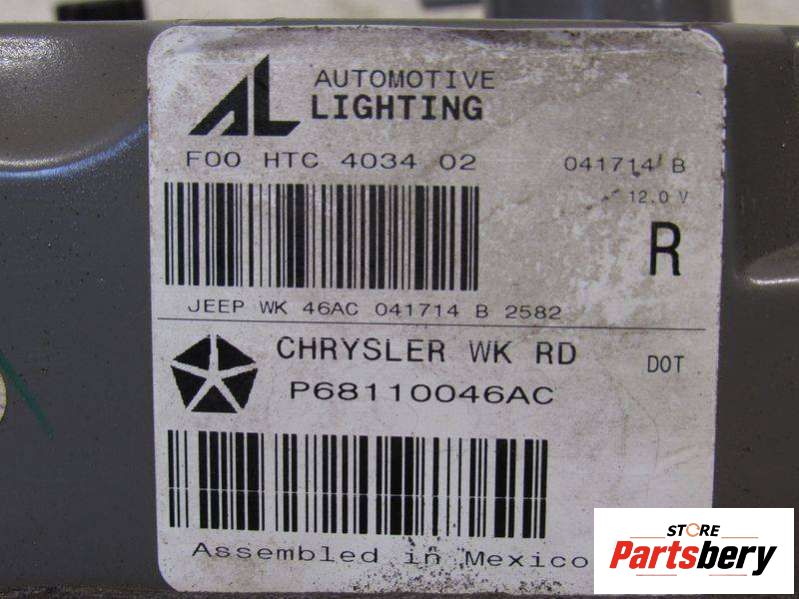 AL AUTOMOTIVE
LIGHTING
F00 HTC 4034 02 041714 B
12.0 V
R
JEEP WK 46AC 041714 B 2582
CHRYSLER WK RD DOT
P68110046AC
Assembled in Mexico
STORE
Partsbery